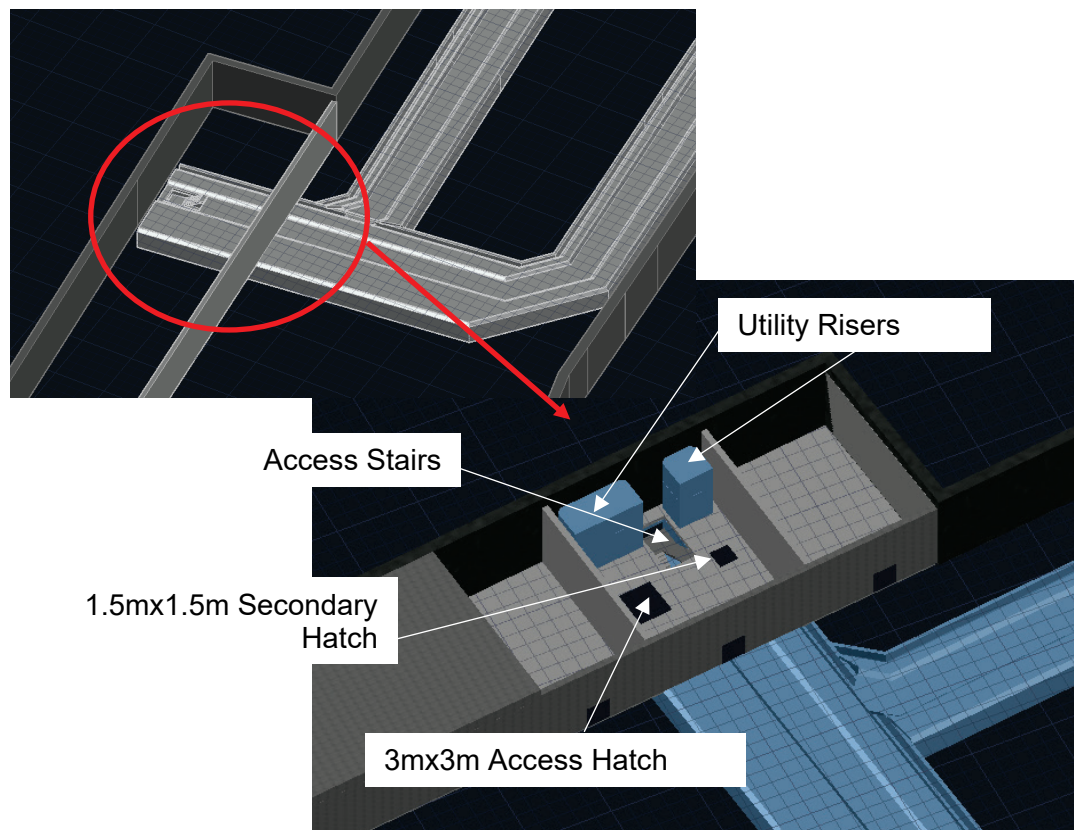 Utility Risers
Access Stairs
1.5mx1.5m Secondary
Hatch
3mx3m Access Hatch